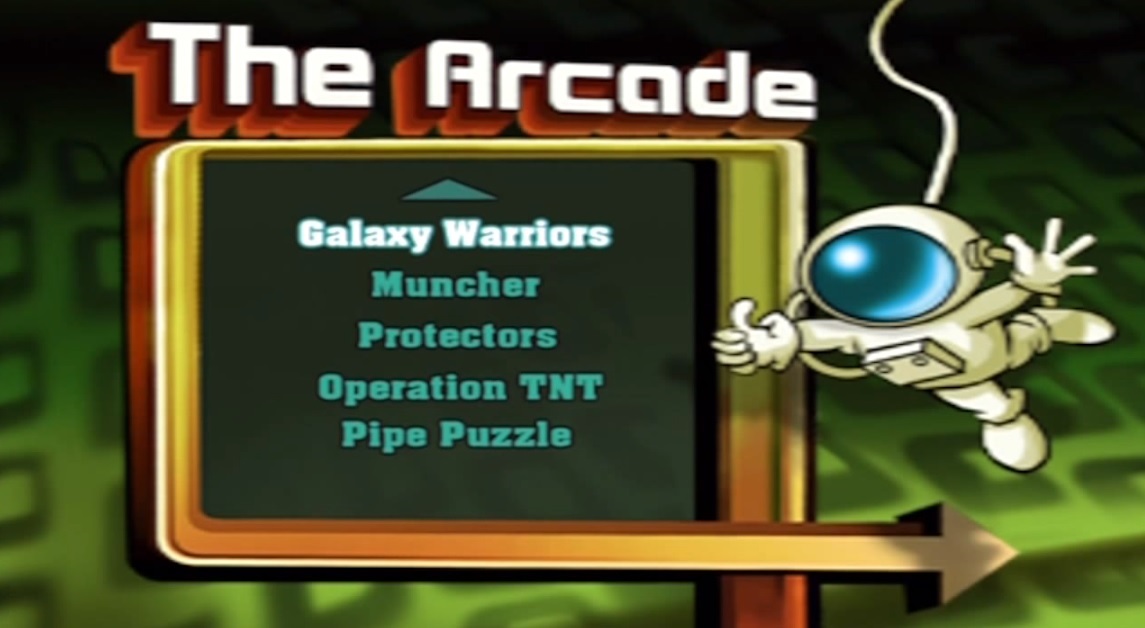 The Arcade
Galaxy Warriors
Muncher
Protectors
Operation TNT
Pipe Puzzle